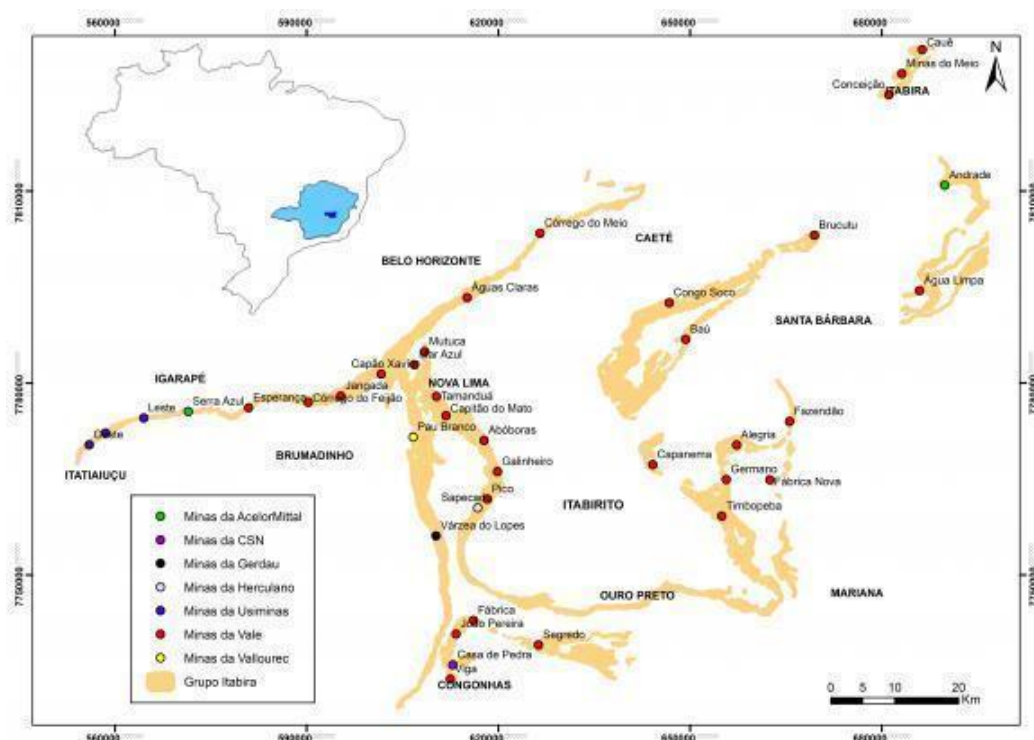 560000 590000 620000 650000 680000
N
Cauê
Minas do Meio
Conceição
ITABIRA
Andrade
7810000 7810000
Córrego do Meio
CAETÉ
Brucutu
BELO HORIZONTE
Águas Claras
Congo Soco
Água Limpa
SANTA BÁRBARA
Baú
Mutuca
Mar Azul
Capão Xavier
IGARAPÉ
NOVA LIMA
7780000
Jangada
Tamanduá
Leste
Serra Azul
Esperança
Córrego do Feijão
Capitão do Mato
Fazendão
Oeste
Pau Branco
Abóboras
Alegria
BRUMADINHO
ITATIAIUÇU
Galinheiro
Capanema
Germano
Fábrica Nova
Pico
Sapecado
ITABIRITO
Timbopeba
Várzea do Lopes
Minas da AcelorMittal
Minas da CSN
Minas da Gerdau
Minas da Herculano
Minas da Usiminas
Minas da Vale
Minas da Vallourec
Grupo Itabira
7750000 7750000
OURO PRETO
MARIANA
Fábrica
João Pereira
Segredo
Casa de Pedra
Viga
CONGONHAS
0 5 10 20
Km
560000 590000 620000 650000 680000